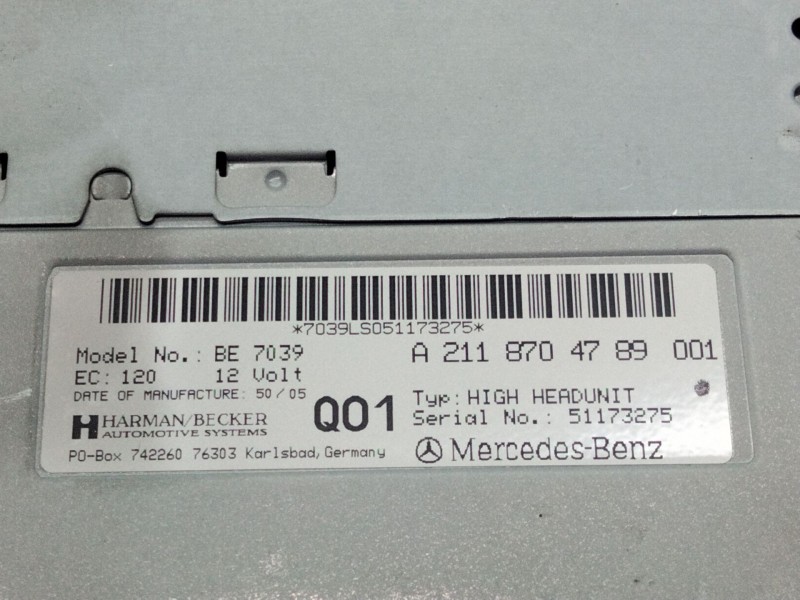 *7039LS051173275*
Model No.: BE 7039
A 211 870 47 89 001
EC: 120 12 Volt
DATE OF MANUFACTURE: 50/05
Typ: HIGH HEADUNIT
HARMAN/BECKER
AUTOMOTIVE SYSTEMS
Q01
Serial No.: 51173275
PO-Box 742260 76303 Karlsbad, Germany
Mercedes-Benz